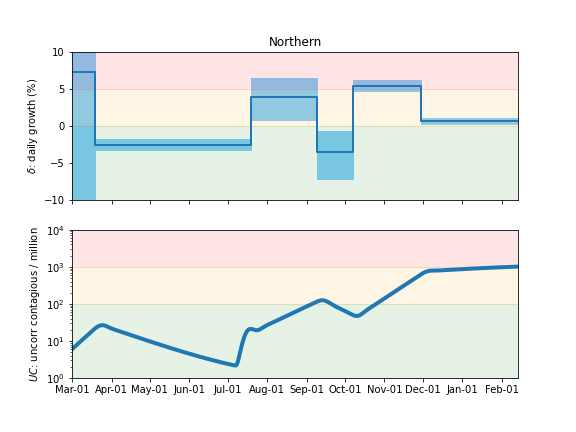 Northern
δ: daily growth (%)
10
5
0
−5
−10
UC: uncorr contagious / million
10⁴
10³
10²
10¹
10⁰
Mar-01 Apr-01 May-01 Jun-01 Jul-01 Aug-01 Sep-01 Oct-01 Nov-01 Dec-01 Jan-01 Feb-01